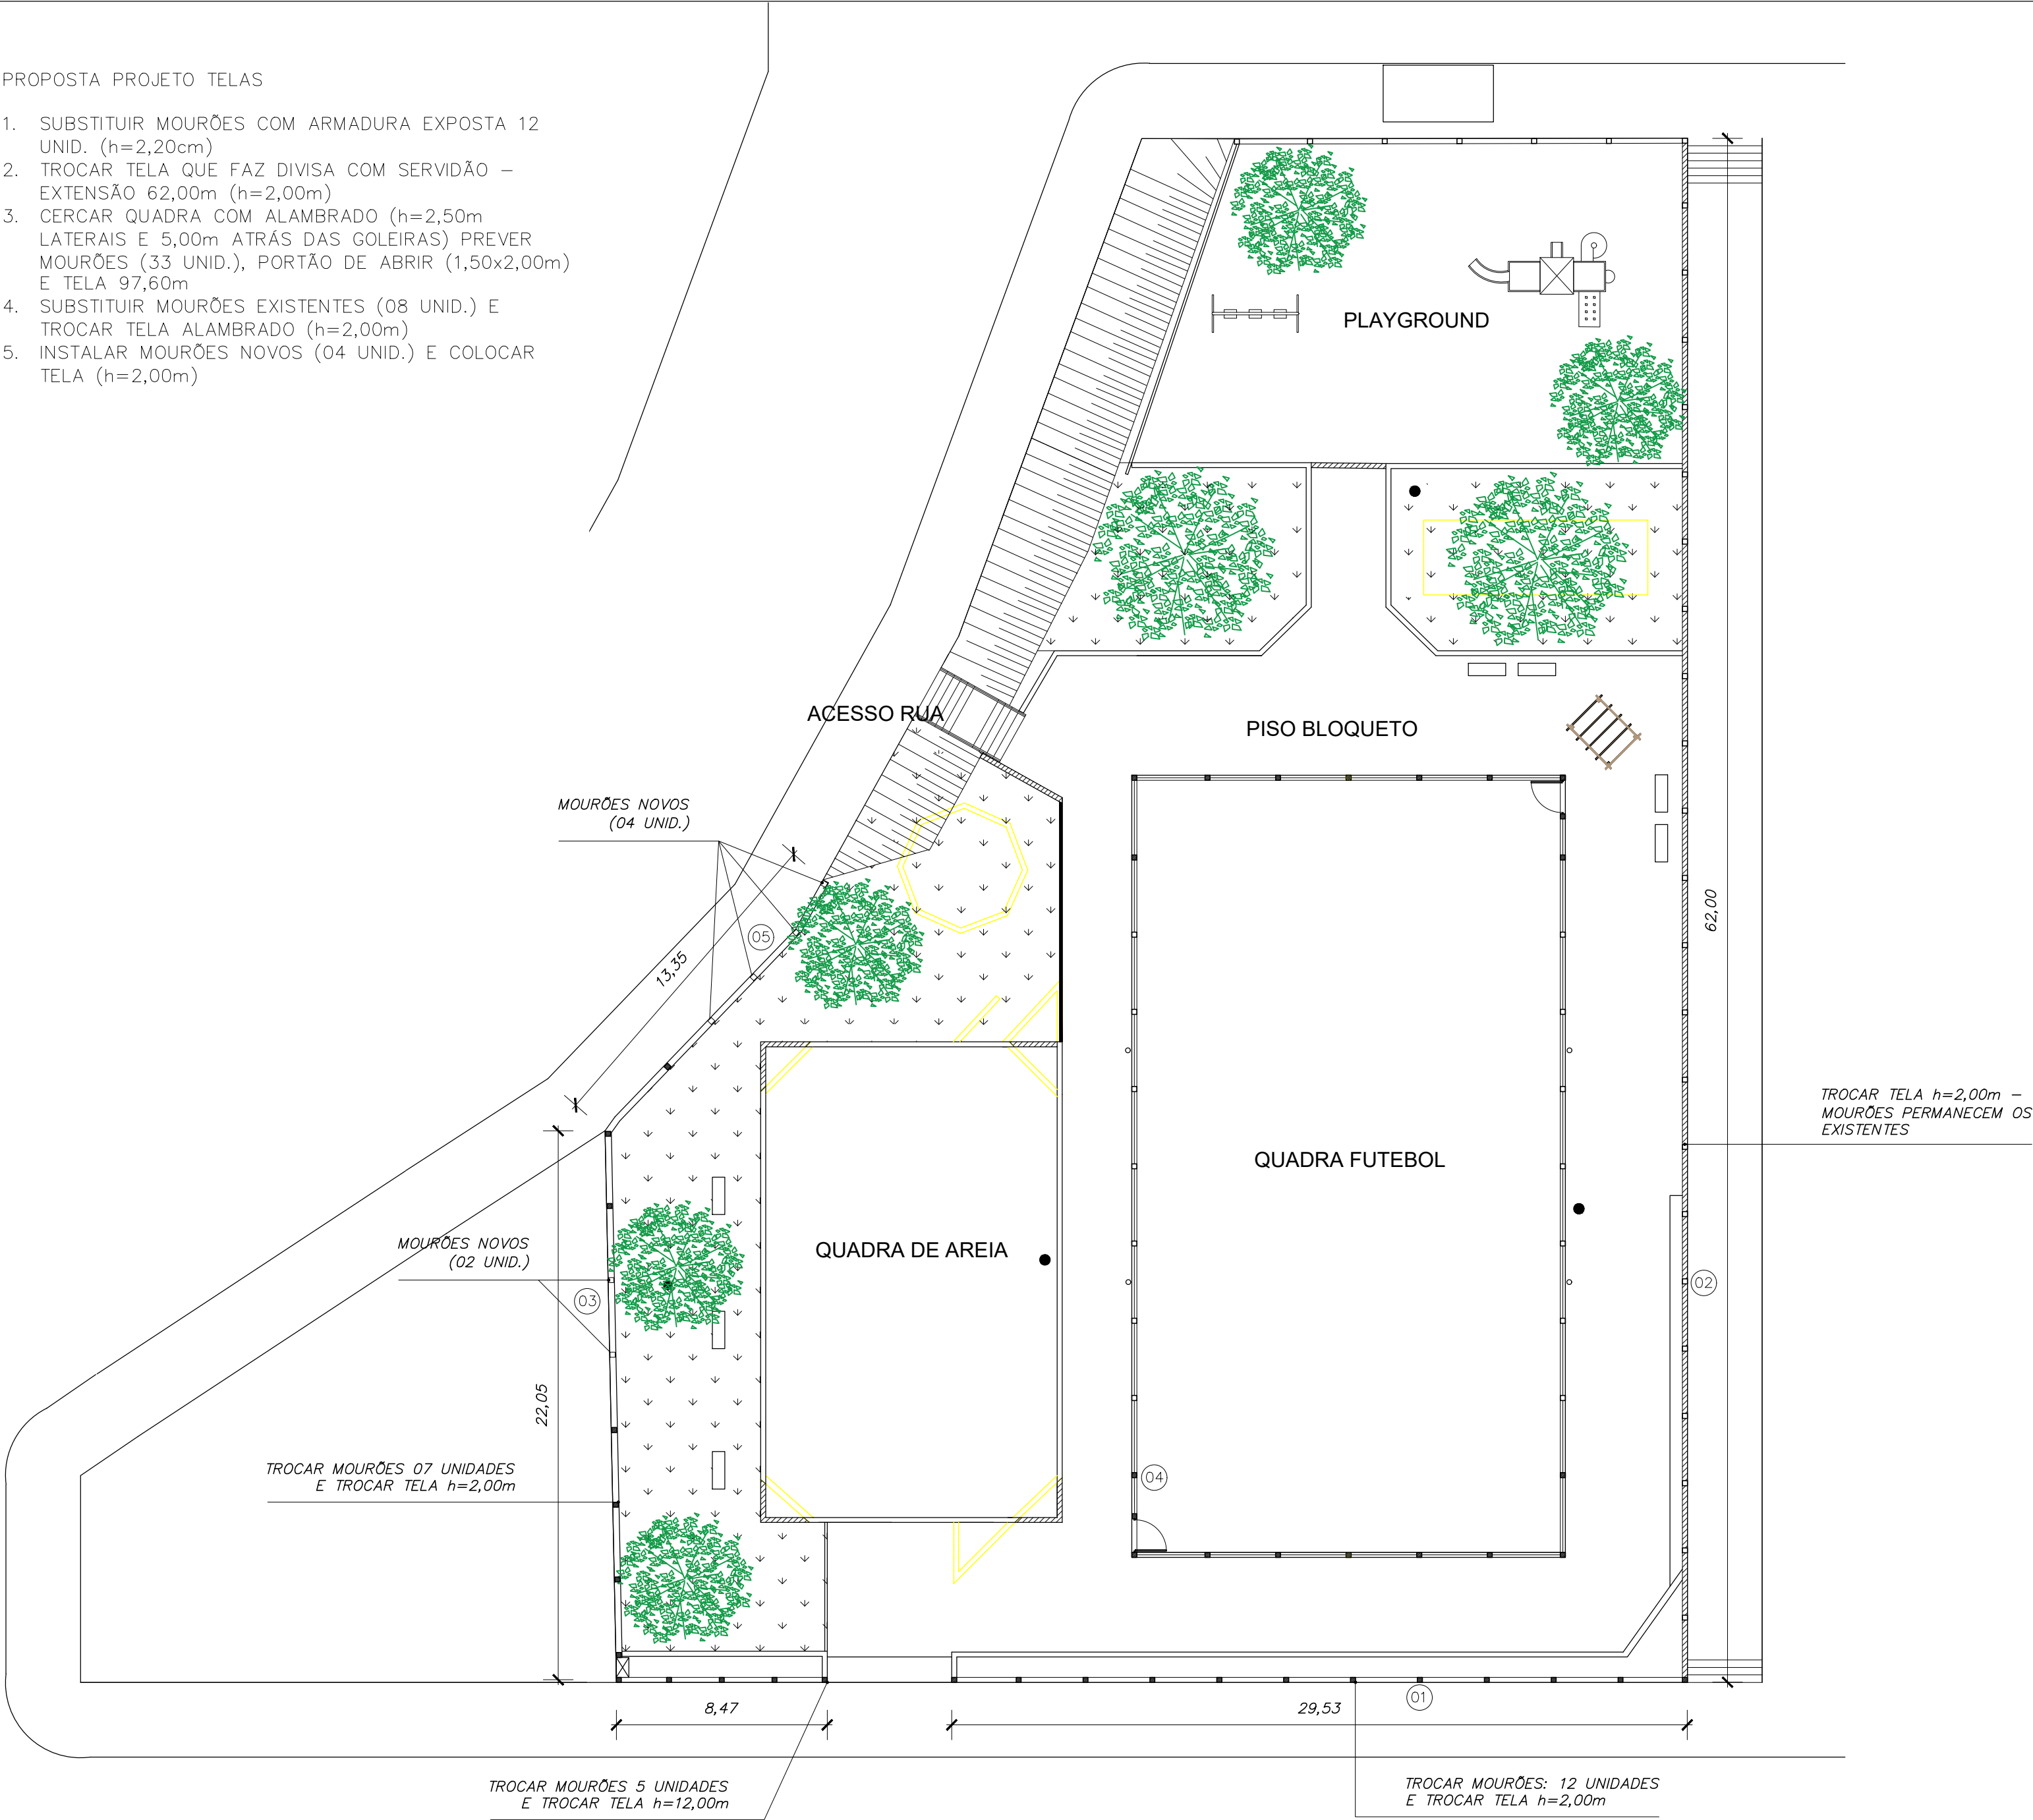 PROPOSTA PROJETO TELAS
1. SUBSTITUIR MOURÕES COM ARMADURA EXPOSTA 12
UNID. (h=2,20cm)
2. TROCAR TELA QUE FAZ DIVISA COM SERVIDÃO –
EXTENSÃO 62,00m (h=2,00m)
3. CERCAR QUADRA COM ALAMBRADO (h=2,50m
LATERAIS E 5,00m ATRÁS DAS GOLEIRAS) PREVER
MOURÕES (33 UNID.), PORTÃO DE ABRIR (1,50x2,00m)
E TELA 97,60m
4. SUBSTITUIR MOURÕES EXISTENTES (08 UNID.) E
TROCAR TELA ALAMBRADO (h=2,00m)
5. INSTALAR MOURÕES NOVOS (04 UNID.) E COLOCAR
TELA (h=2,00m)
PLAYGROUND
ACESSO RUA
PISO BLOQUETO
MOURÕES NOVOS
(04 UNID.)
62,00
05
13,35
TROCAR TELA h=2,00m –
MOURÕES PERMANECEM OS
EXISTENTES
QUADRA FUTEBOL
QUADRA DE AREIA
MOURÕES NOVOS
(02 UNID.)
02
03
22,05
TROCAR MOURÕES 07 UNIDADES
E TROCAR TELA h=2,00m
04
01
8,47
29,53
TROCAR MOURÕES 5 UNIDADES
E TROCAR TELA h=12,00m
TROCAR MOURÕES: 12 UNIDADES
E TROCAR TELA h=2,00m